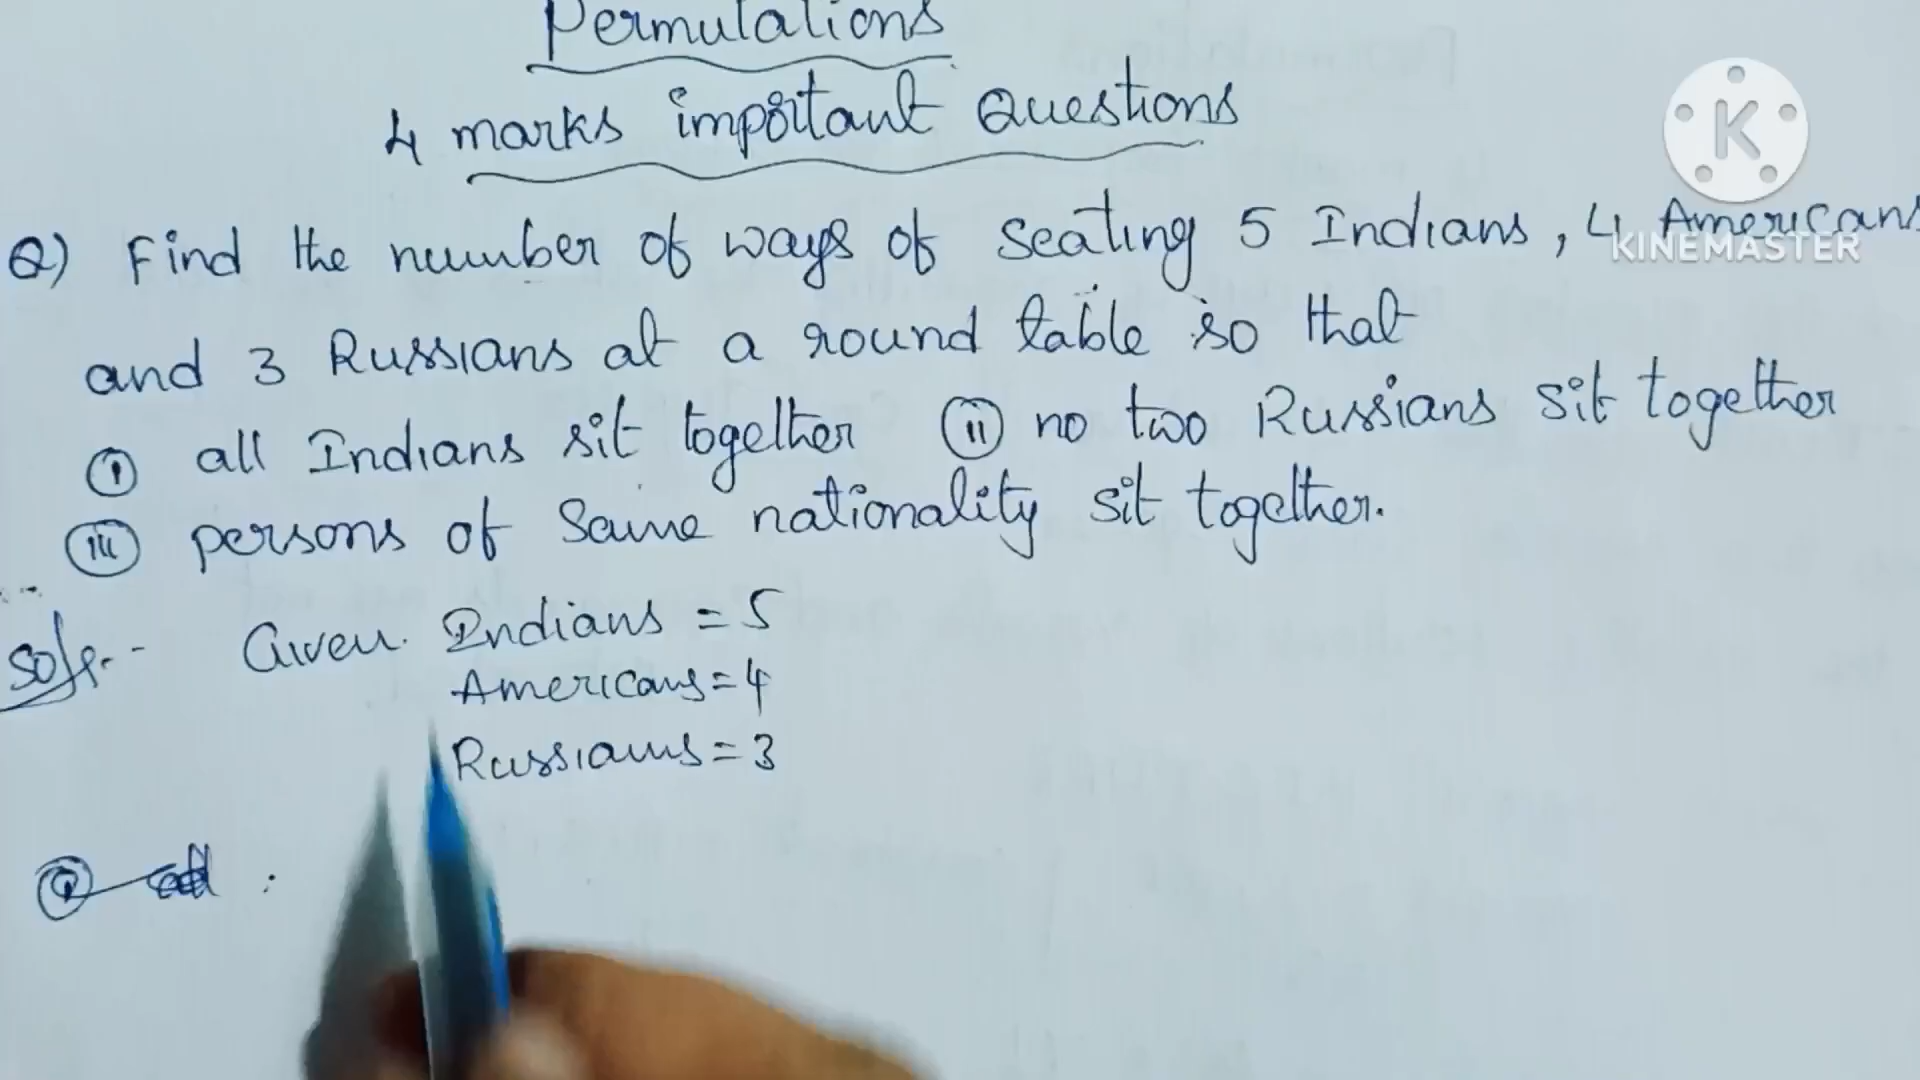 Permutations
4 marks important Questions
K
KINEMASTER
Q) Find the number of ways of seating 5 Indians, 4 Americans
and 3 Russians at a round table so that
(i) all Indians sit together (ii) no two Russians sit together
(iii) persons of same nationality sit together.
Soln:- Given. Indians = 5
Americans = 4
Russians = 3